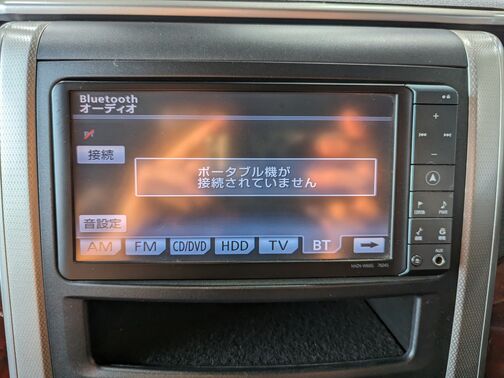 Bluetooth
オーディオ
接続
ポータブル機が
接続されていません
音設定
AM FM CD/DVD HDD TV BT
AUX